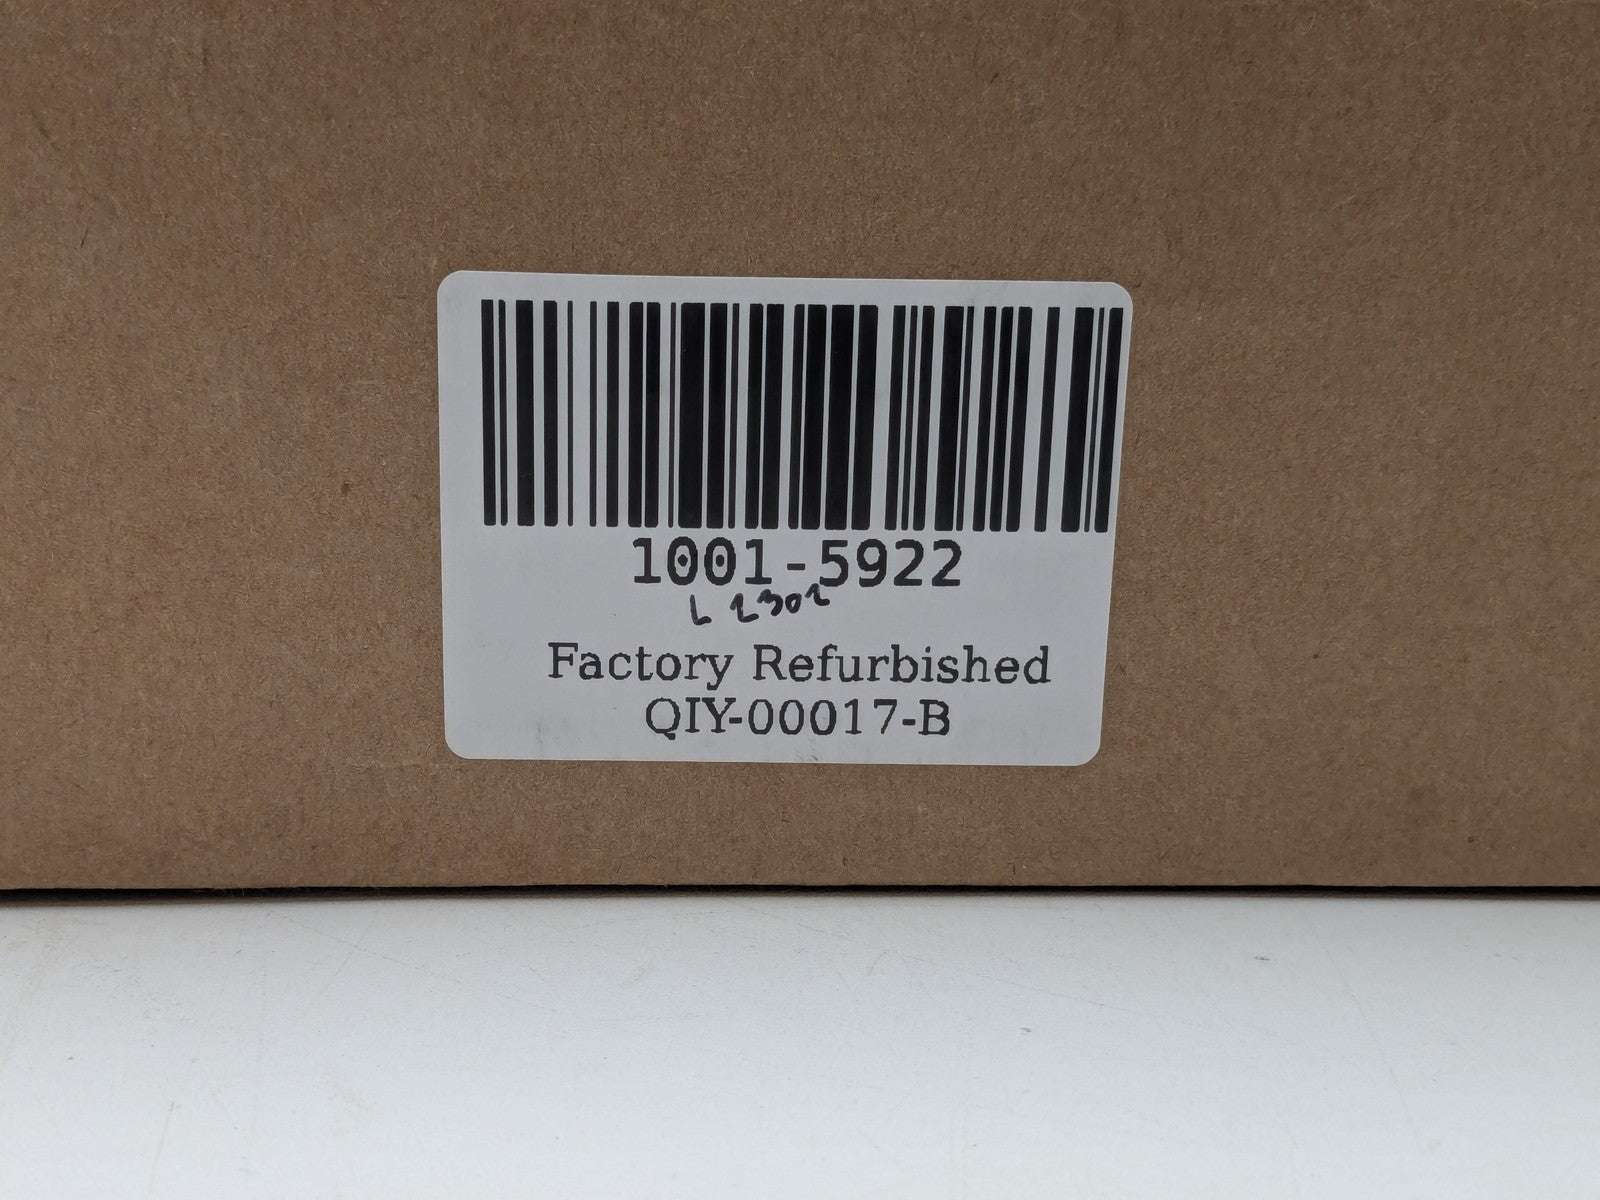 1001-5922
L 2302
Factory Refurbished
QIY-00017-B